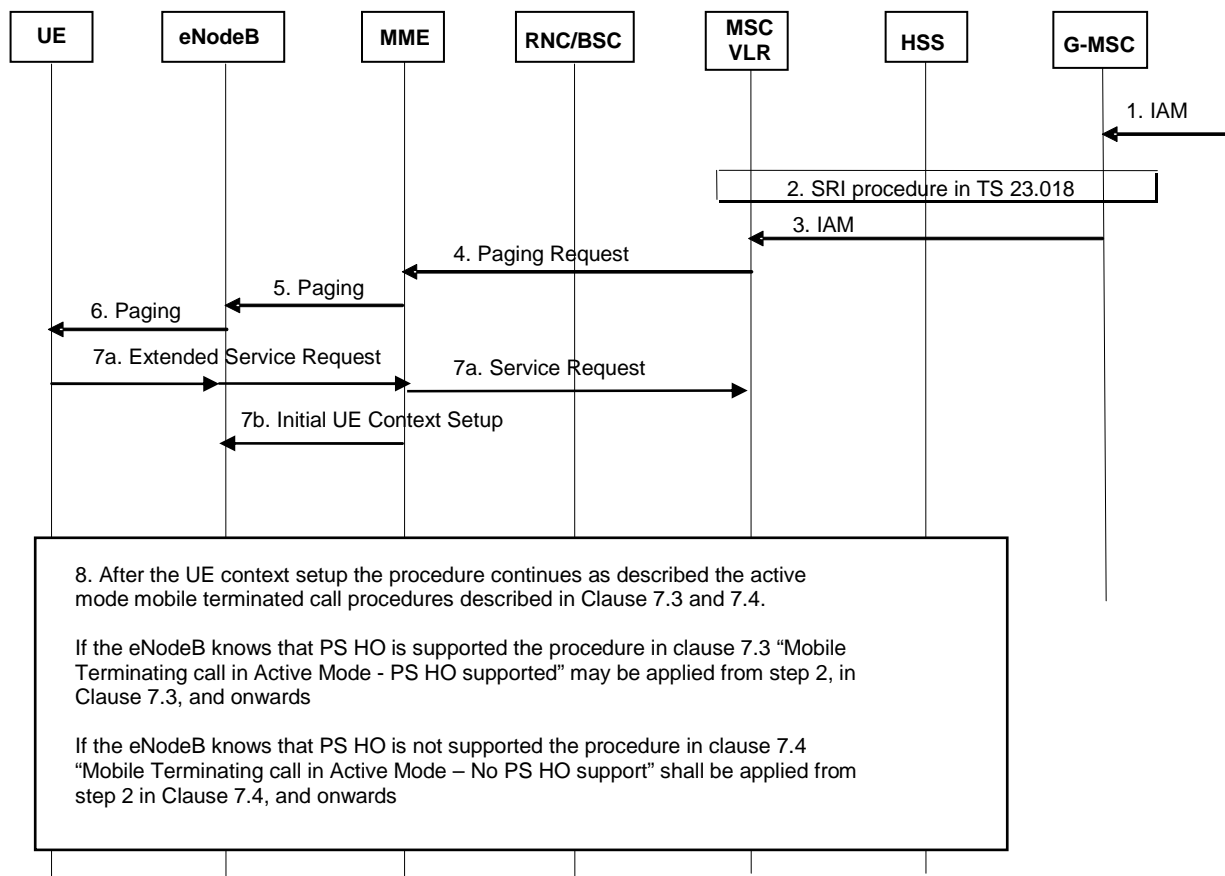 UE
eNodeB
MME
RNC/BSC
MSC
VLR
HSS
G-MSC
1. IAM
2. SRI procedure in TS 23.018
3. IAM
4. Paging Request
5. Paging
6. Paging
7a. Extended Service Request
7a. Service Request
7b. Initial UE Context Setup
8. After the UE context setup the procedure continues as described the active
mode mobile terminated call procedures described in Clause 7.3 and 7.4.
If the eNodeB knows that PS HO is supported the procedure in clause 7.3 “Mobile
Terminating call in Active Mode - PS HO supported” may be applied from step 2, in
Clause 7.3, and onwards
If the eNodeB knows that PS HO is not supported the procedure in clause 7.4
“Mobile Terminating call in Active Mode – No PS HO support” shall be applied from
step 2 in Clause 7.4, and onwards